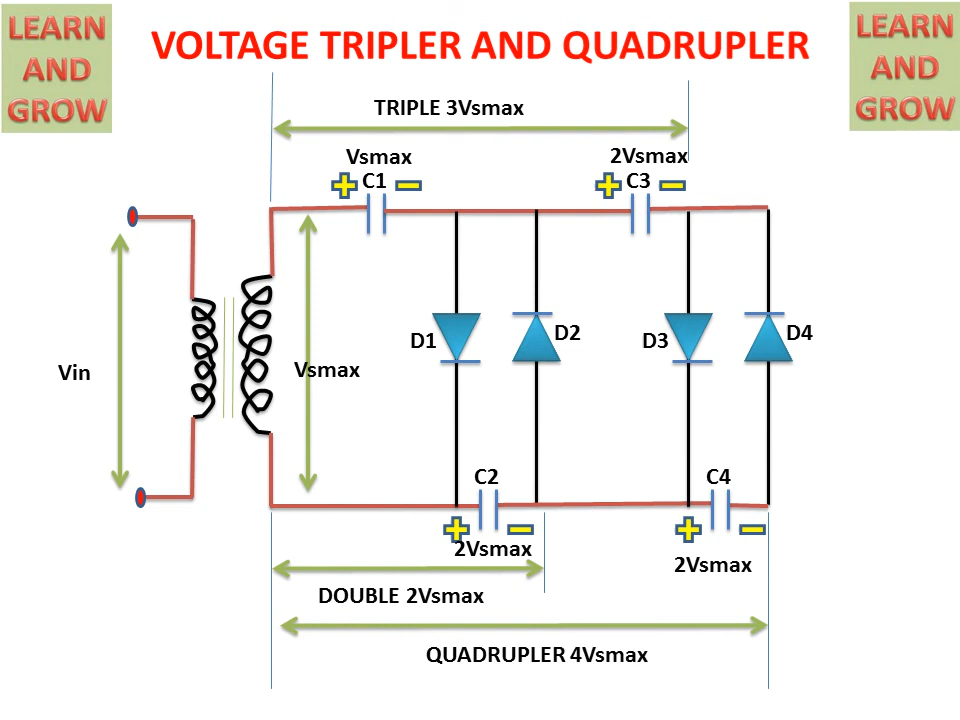 LEARN
AND
GROW
VOLTAGE TRIPLER AND QUADRUPLER
LEARN
AND
GROW
TRIPLE 3Vsmax
Vsmax
C1
2Vsmax
C3
D1
D2
D3
D4
Vin
Vsmax
C2
C4
2Vsmax
2Vsmax
DOUBLE 2Vsmax
QUADRUPLER 4Vsmax